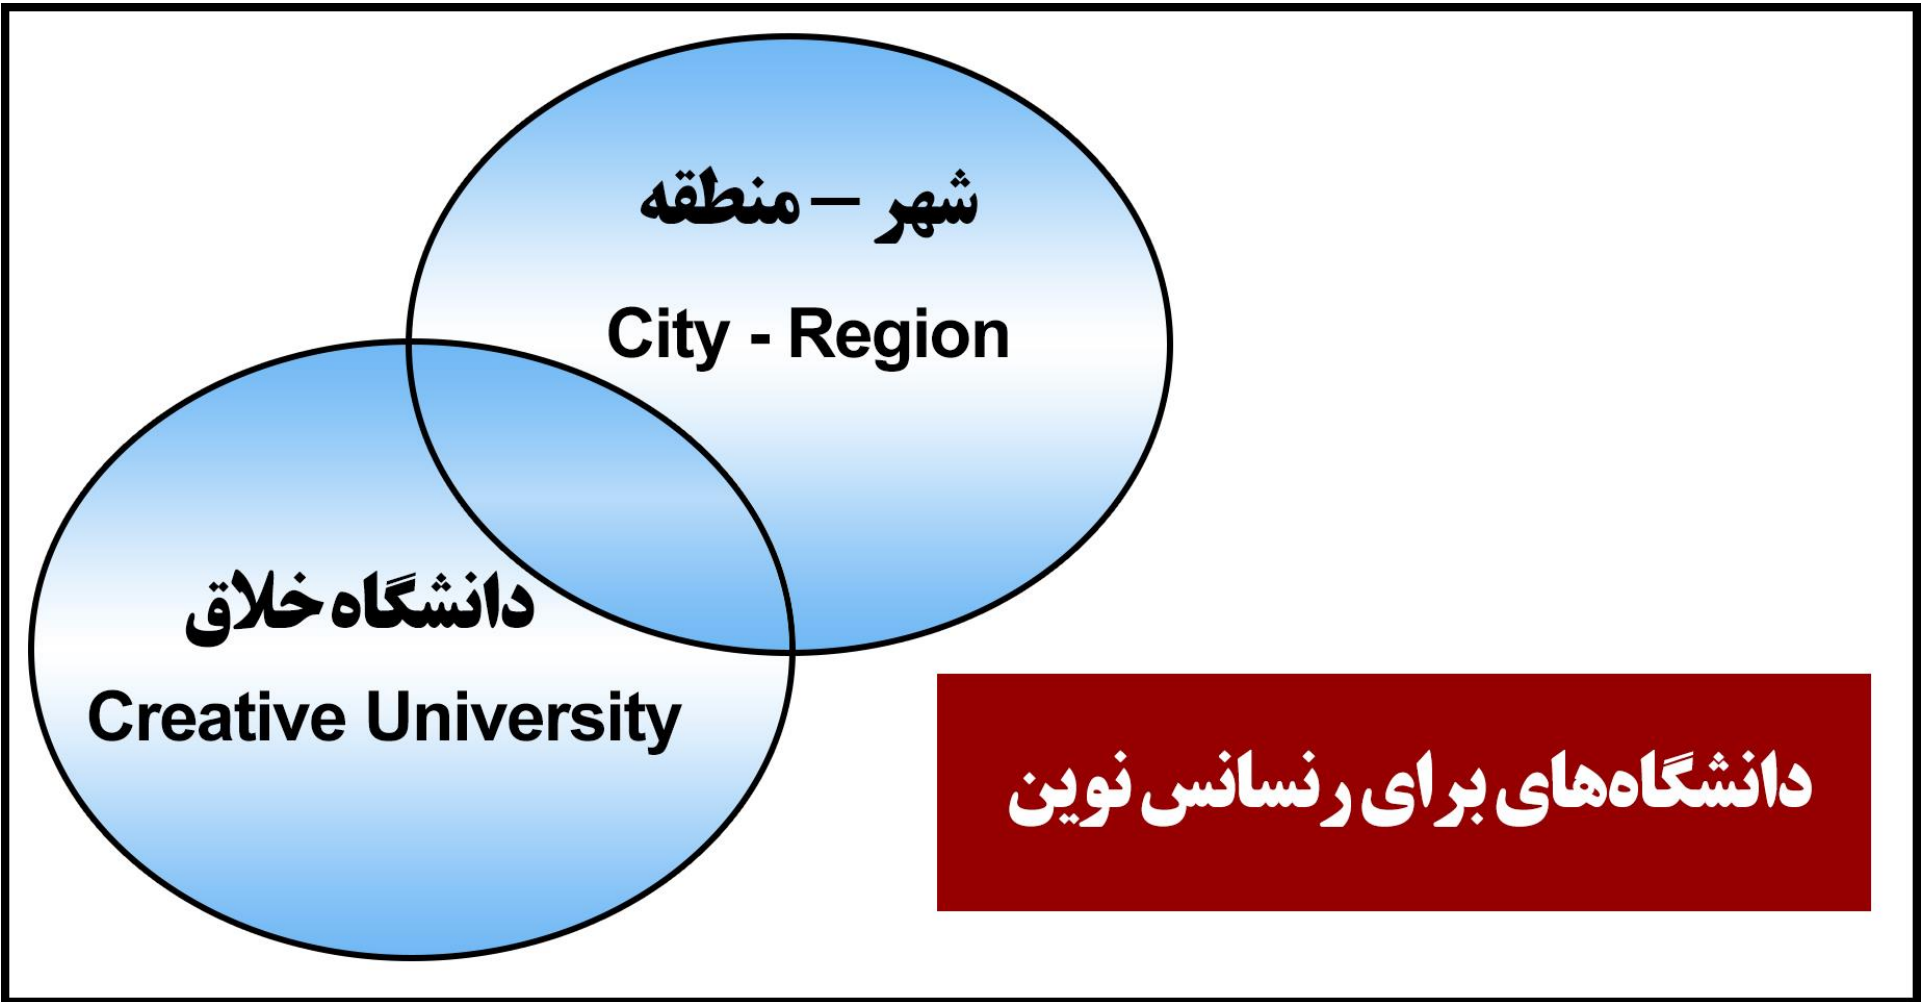 شهر – منطقه
City - Region
دانشگاه خلاق
Creative University
دانشگاه‌های برای رنسانس نوین